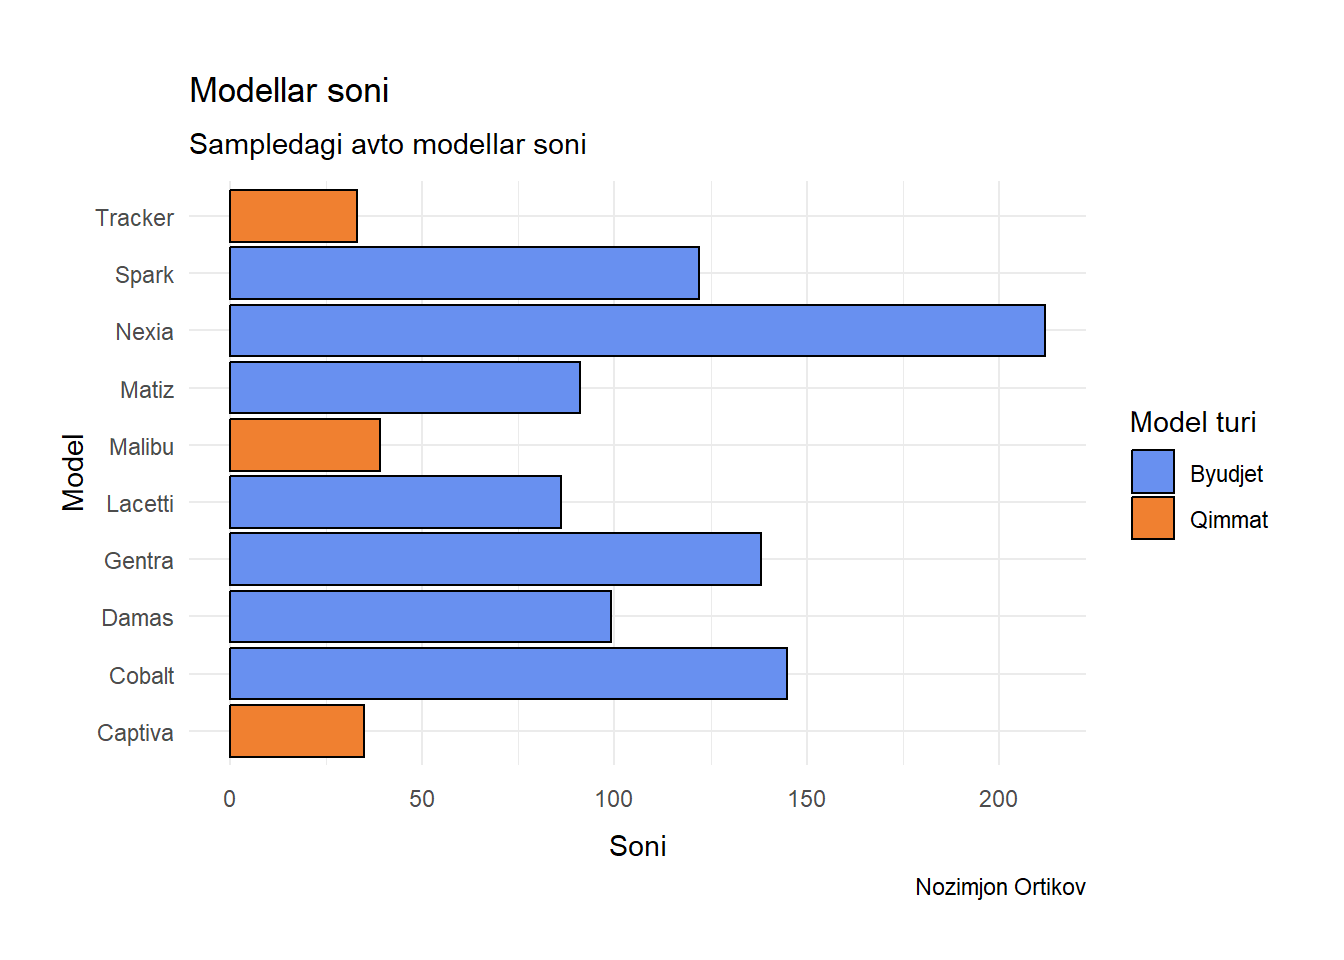 Modellar soni
Sampledagi avto modellar soni
Tracker
Spark
Nexia
Matiz
Malibu
Lacetti
Gentra
Damas
Cobalt
Captiva
Model
0 50 100 150 200
Soni
Model turi
Byudjet
Qimmat
Nozimjon Ortikov